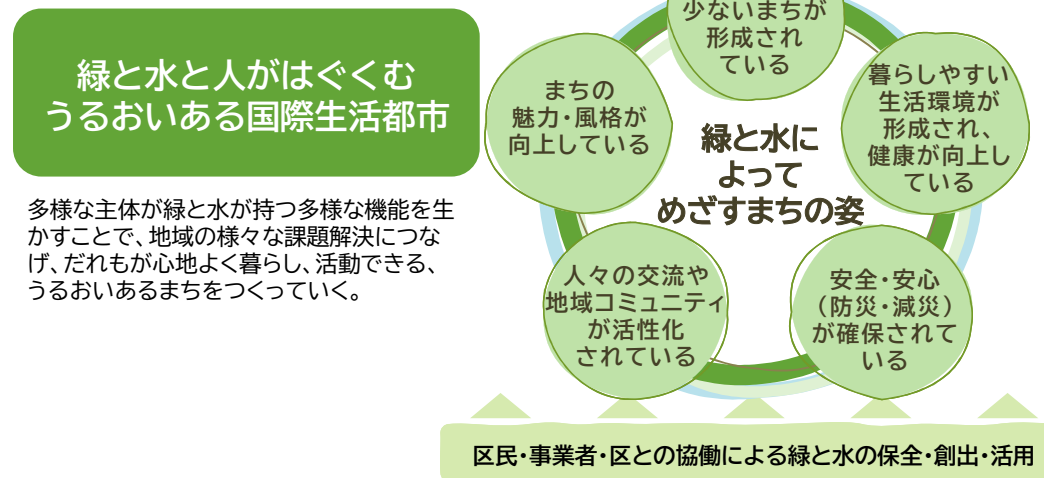 緑と水と人がはぐくむ
うるおいある国際生活都市
多様な主体が緑と水が持つ多様な機能を生
かすことで、地域の様々な課題解決につな
げ、だれもが心地よく暮らし、活動できる、
うるおいあるまちをつくっていく。
少ないまちが
形成され
ている
まちの
魅力・風格が
向上している
暮らしやすい
生活環境が
形成され、
健康が向上し
ている
緑と水に
よって
めざすまちの姿
人々の交流や
地域コミュニティ
が活性化
されている
安全・安心
（防災・減災）
が確保されて
いる
区民・事業者・区との協働による緑と水の保全・創出・活用